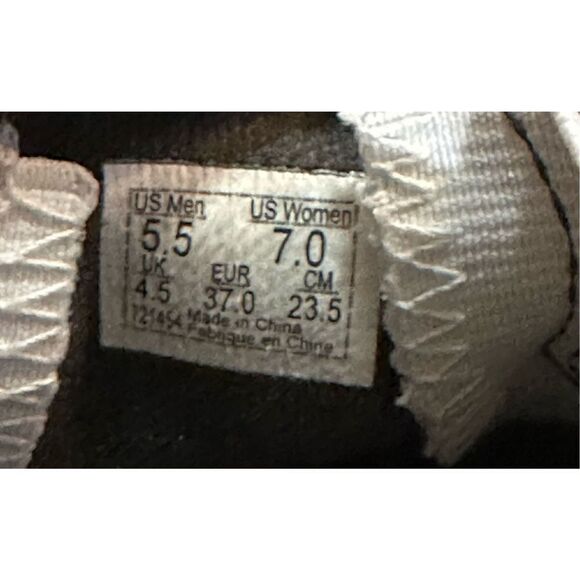 US Men US Women
5.5 7.0
UK EUR CM
4.5 37.0 23.5
721454 Made in China
Fabriqué en Chine